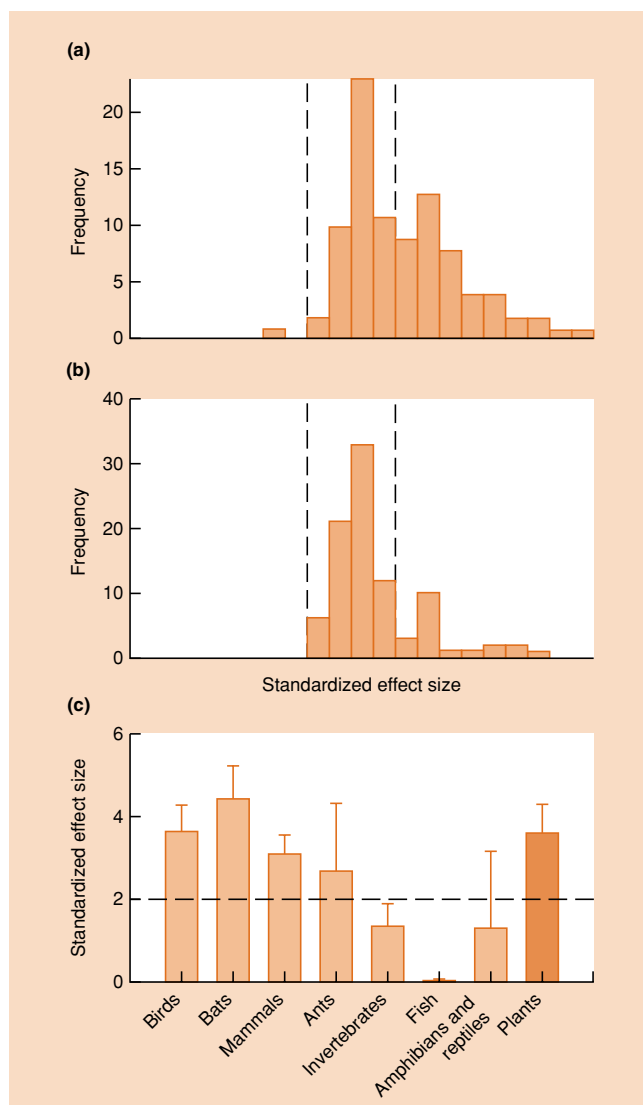 (a)
Frequency
20
15
10
5
0
(b)
Frequency
40
30
20
10
0
Standardized effect size
(c)
Standardized effect size
6
4
2
0
Birds
Bats
Mammals
Ants
Invertebrates
Fish
Amphibians and
reptiles
Plants